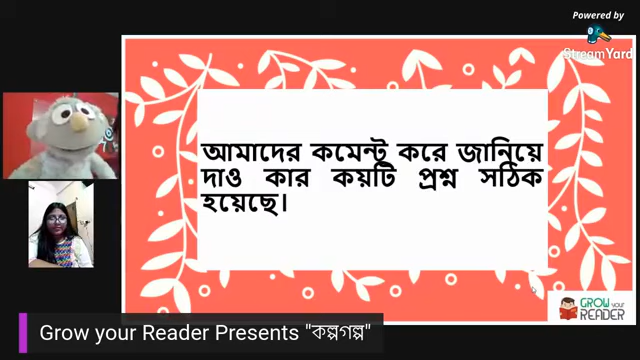 Powered by
StreamYard
আমাদের কমেন্ট করে জানিয়ে
দাও কার কয়টি প্রশ্ন সঠিক
হয়েছে।
GROW your
READER
Grow your Reader Presents "কল্পগল্প"